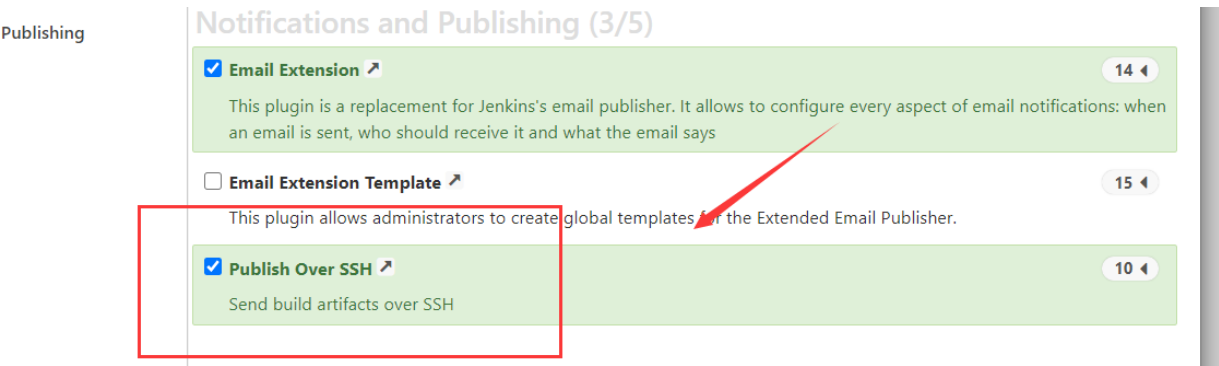 Publishing
Notifications and Publishing (3/5)
Email Extension
14
This plugin is a replacement for Jenkins's email publisher. It allows to configure every aspect of email notifications: when
an email is sent, who should receive it and what the email says
Email Extension Template
15
This plugin allows administrators to create global templates for the Extended Email Publisher.
Publish Over SSH
10
Send build artifacts over SSH